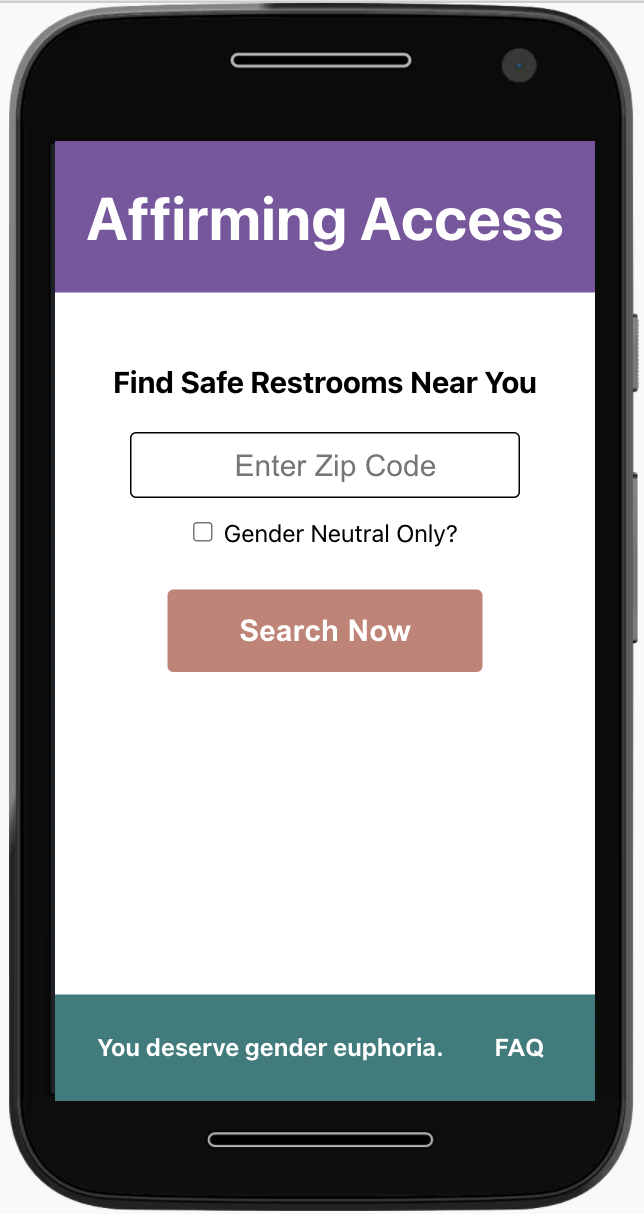 Affirming Access
Find Safe Restrooms Near You
Enter Zip Code
Gender Neutral Only?
Search Now
You deserve gender euphoria. FAQ